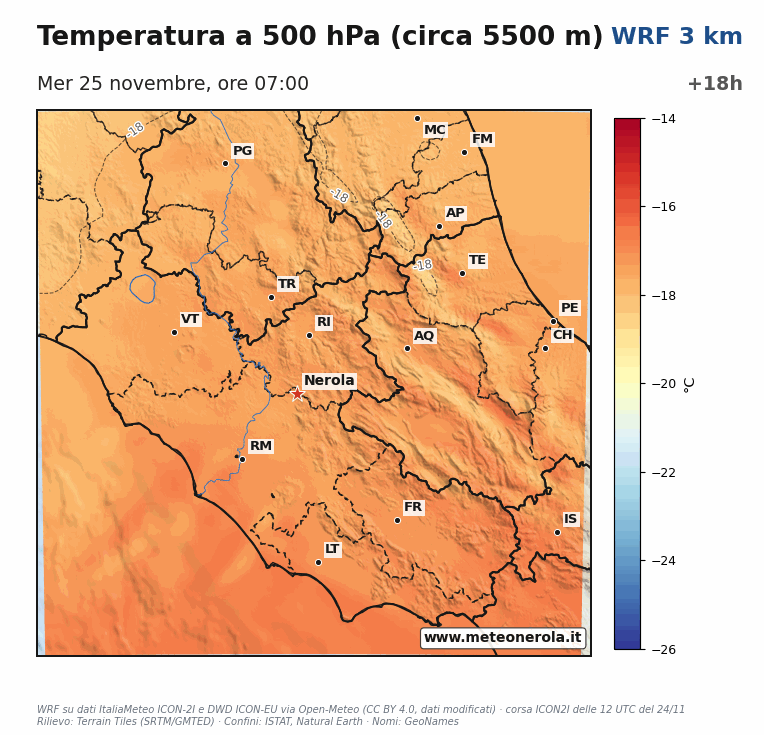 Temperatura a 500 hPa (circa 5500 m) WRF 3 km
Mer 25 novembre, ore 07:00 +18h
-18
MC
FM
PG
-18
-18
AP
-18
TE
TR
PE
VT
RI
AQ
CH
Nerola
RM
FR
IS
LT
www.meteonerola.it
−14
−16
−18
−20
−22
−24
−26
°C
WRF su dati ItaliaMeteo ICON-2I e DWD ICON-EU via Open-Meteo (CC BY 4.0, dati modificati) · corsa ICON2I delle 12 UTC del 24/11
Rilievo: Terrain Tiles (SRTM/GMTED) · Confini: ISTAT, Natural Earth · Nomi: GeoNames